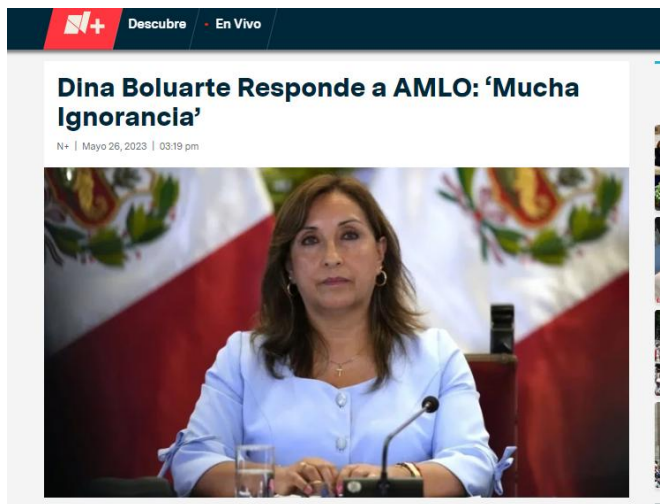 N+
Descubre
En Vivo
Dina Boluarte Responde a AMLO: ‘Mucha
Ignorancia’
N+ | Mayo 26, 2023 | 03:19 pm